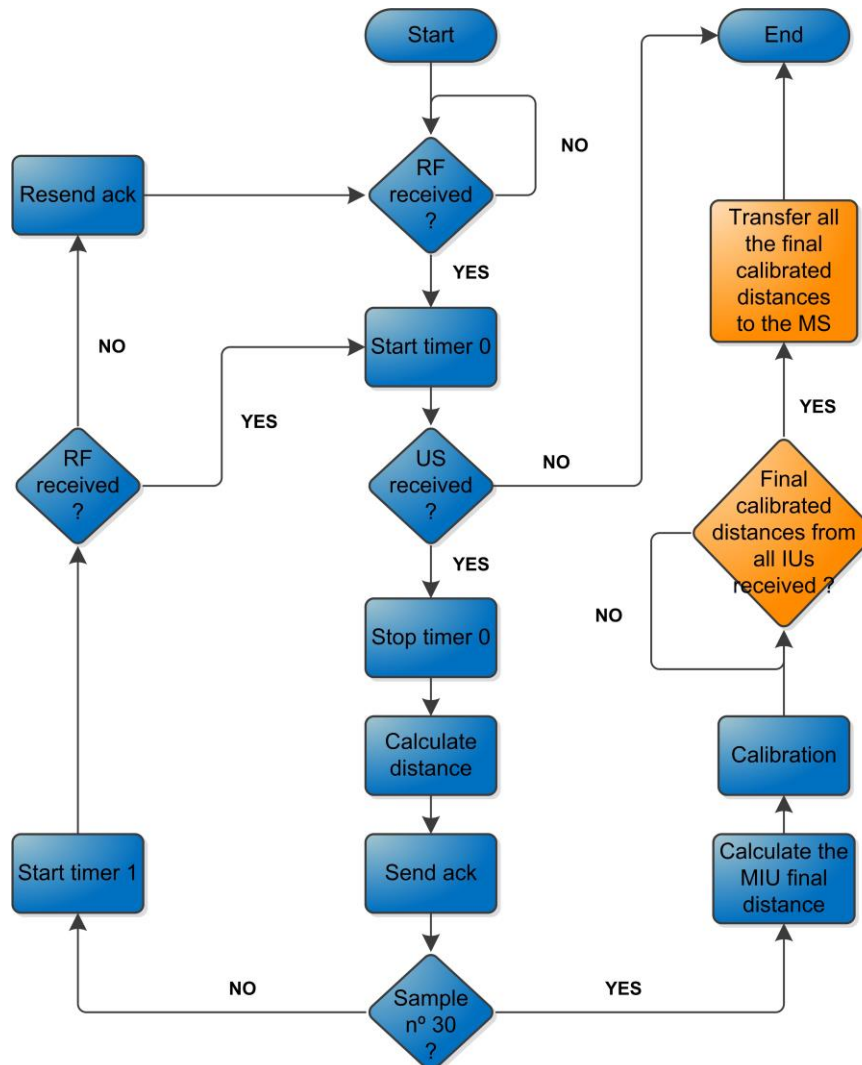 Start
End
NO
RF
received
?
Resend ack
Transfer all
the final
calibrated
distances
to the MS
YES
Start timer 0
NO
YES
YES
RF
received
?
US
received
?
NO
Final
calibrated
distances from
all IUs
received ?
YES
NO
Stop timer 0
Calculate
distance
Calibration
Start timer 1
Send ack
Calculate the
MIU final
distance
NO
Sample
nº 30
?
YES